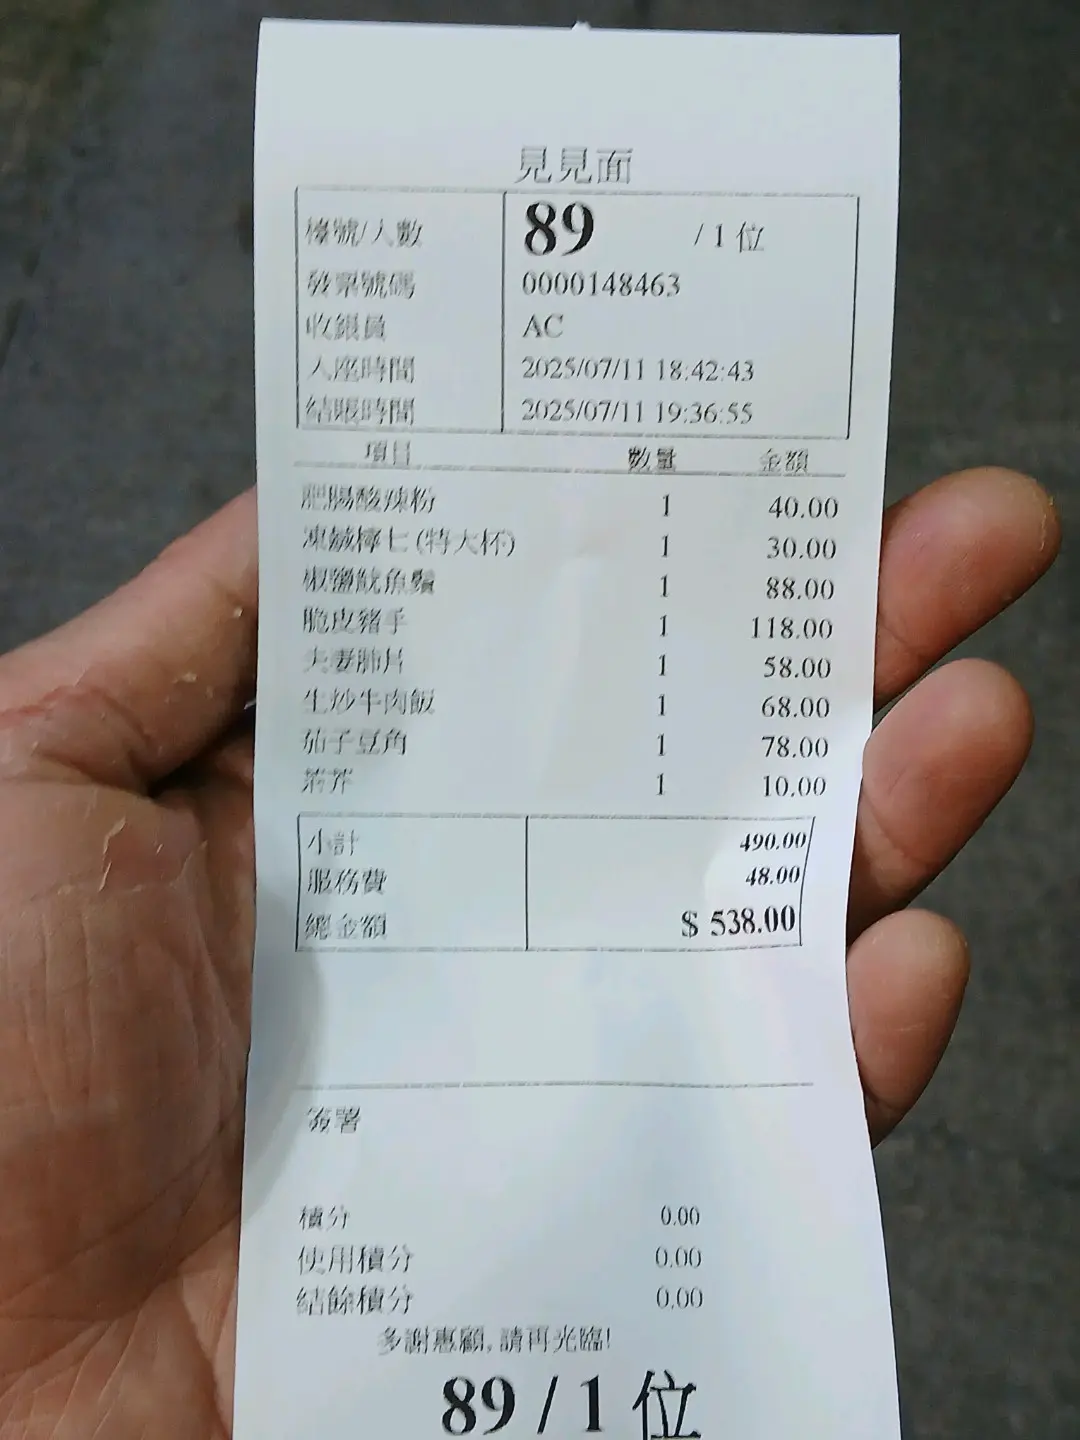 見見面
檯號/人數 89 / 1 位
發票號碼 0000148463
收銀員 AC
入座時間 2025/07/11 18:42:43
結賬時間 2025/07/11 19:36:55
項目 數量 金額
肥腸酸辣粉 1 40.00
凍鹹檸七 (特大杯) 1 30.00
椒鹽魷魚鬚 1 88.00
脆皮豬手 1 118.00
夫妻肺片 1 58.00
生炒牛肉飯 1 68.00
茄子豆角 1 78.00
茶芥 1 10.00
小計 490.00
服務費 48.00
總金額 $ 538.00
簽署
積分 0.00
使用積分 0.00
結餘積分 0.00
多謝惠顧, 請再光臨!
89 / 1 位